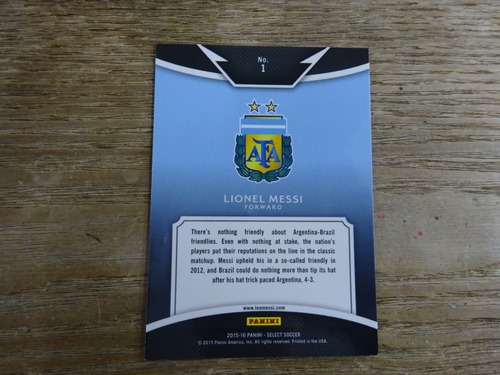 No.
1
AFA
LIONEL MESSI
FORWARD
There's nothing friendly about Argentina-Brazil
friendlies. Even with nothing at stake, the nation's
players put their reputations on the line in the classic
matchup. Messi upheld his in a so-called friendly in
2012, and Brazil could do nothing more than tip its hat
after his hat trick paced Argentina, 4-3.
www.leomessi.com
PANINI
2015-16 PANINI - SELECT SOCCER
© 2015 Panini America, Inc. All rights reserved. Printed in the USA.